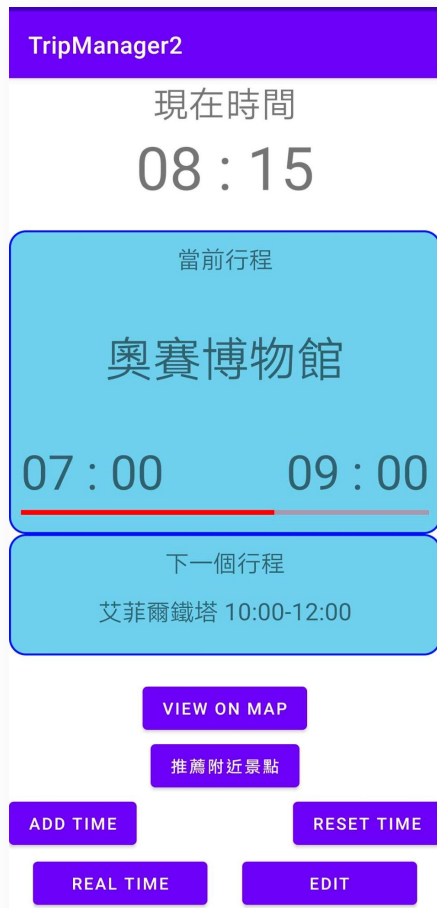 TripManager2
現在時間
08 : 15
當前行程
奧賽博物館
07 : 00 09 : 00
下一個行程
艾菲爾鐵塔 10:00-12:00
VIEW ON MAP
推薦附近景點
ADD TIME RESET TIME
REAL TIME EDIT